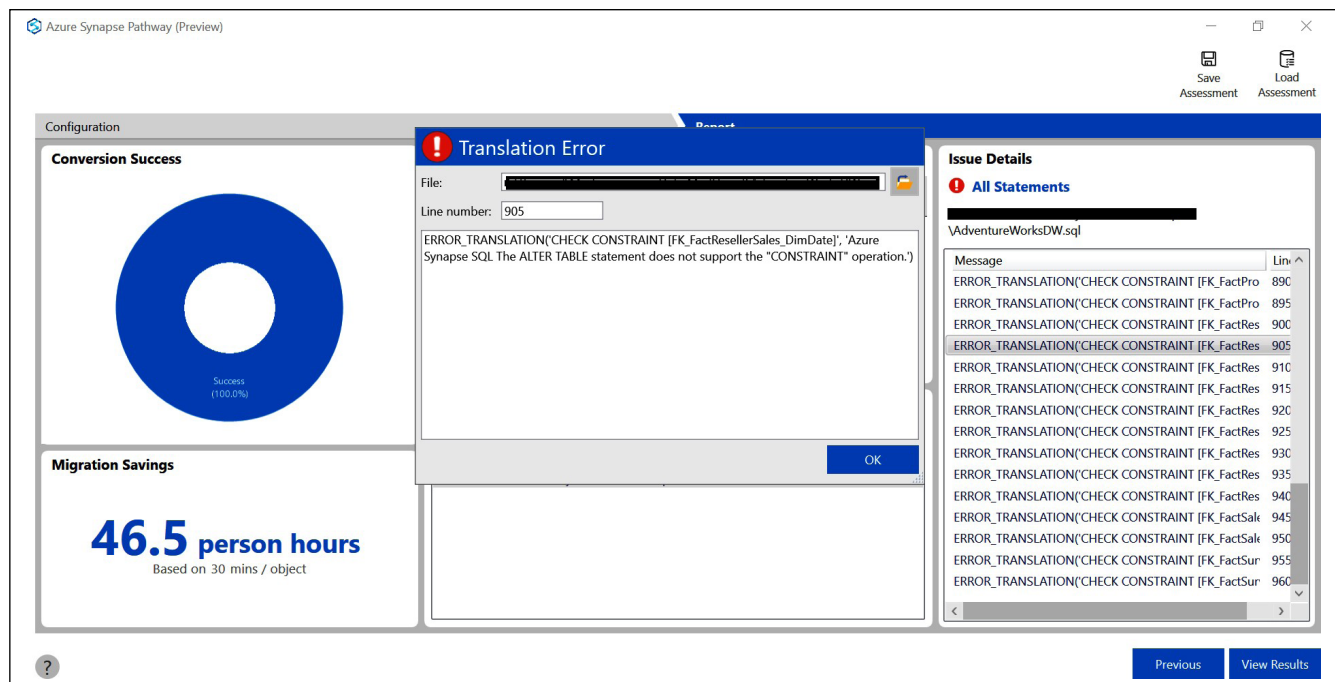 Azure Synapse Pathway (Preview)
Save
Assessment
Load
Assessment
Configuration
Report
Conversion Success
Success
(100.0%)
Migration Savings
46.5 person hours
Based on 30 mins / object
Translation Error
File:
Line number: 905
ERROR_TRANSLATION('CHECK CONSTRAINT [FK_FactResellerSales_DimDate]', 'Azure
Synapse SQL The ALTER TABLE statement does not support the "CONSTRAINT" operation.')
OK
Issue Details
All Statements
\AdventureWorksDW.sql
Message Line
ERROR_TRANSLATION('CHECK CONSTRAINT [FK_FactPro 890
ERROR_TRANSLATION('CHECK CONSTRAINT [FK_FactPro 895
ERROR_TRANSLATION('CHECK CONSTRAINT [FK_FactRes 900
ERROR_TRANSLATION('CHECK CONSTRAINT [FK_FactRes 905
ERROR_TRANSLATION('CHECK CONSTRAINT [FK_FactRes 910
ERROR_TRANSLATION('CHECK CONSTRAINT [FK_FactRes 915
ERROR_TRANSLATION('CHECK CONSTRAINT [FK_FactRes 920
ERROR_TRANSLATION('CHECK CONSTRAINT [FK_FactRes 925
ERROR_TRANSLATION('CHECK CONSTRAINT [FK_FactRes 930
ERROR_TRANSLATION('CHECK CONSTRAINT [FK_FactRes 935
ERROR_TRANSLATION('CHECK CONSTRAINT [FK_FactRes 940
ERROR_TRANSLATION('CHECK CONSTRAINT [FK_FactSale 945
ERROR_TRANSLATION('CHECK CONSTRAINT [FK_FactSale 950
ERROR_TRANSLATION('CHECK CONSTRAINT [FK_FactSur 955
ERROR_TRANSLATION('CHECK CONSTRAINT [FK_FactSur 960
?
Previous
View Results